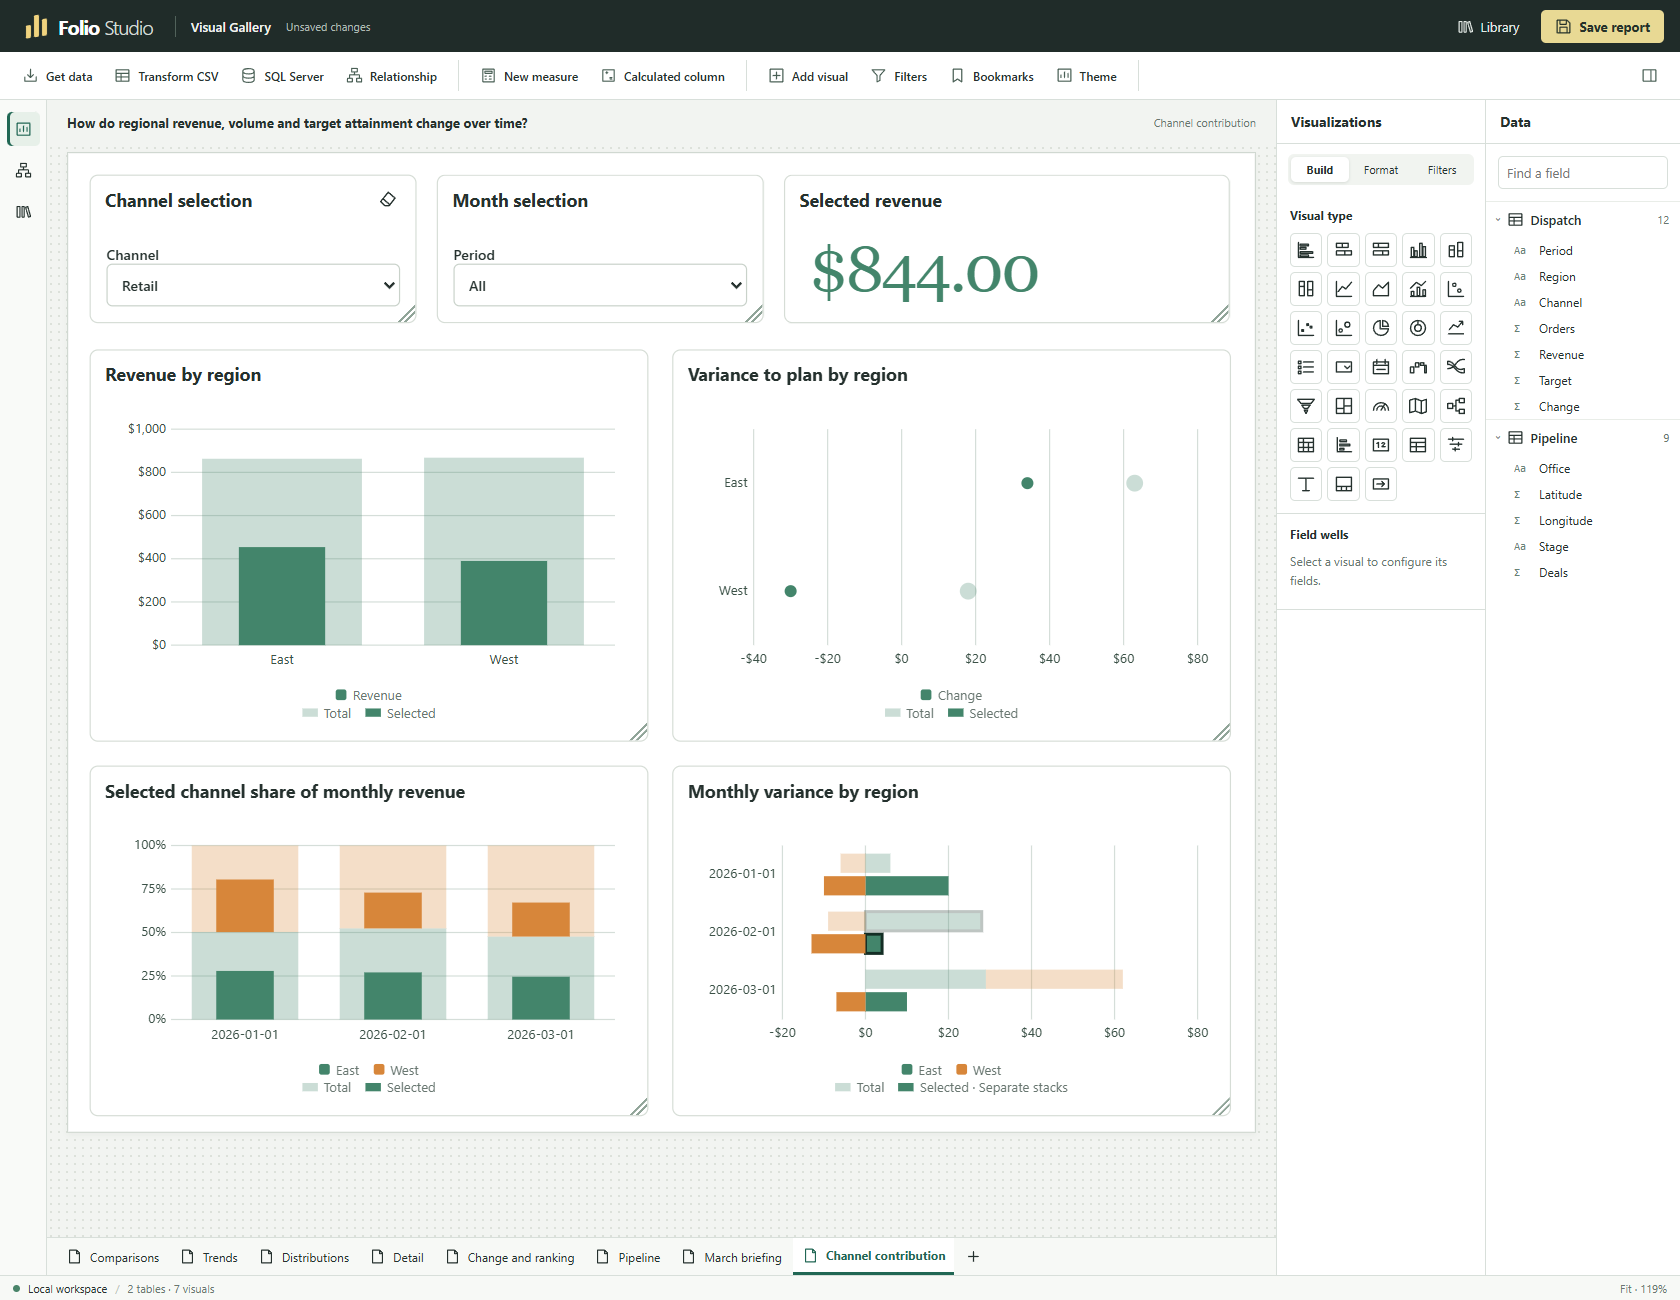 Folio Studio
Visual Gallery
Unsaved changes
Library
Save report
Get data
Transform CSV
SQL Server
Relationship
New measure
Calculated column
Add visual
Filters
Bookmarks
Theme
How do regional revenue, volume and target attainment change over time?
Channel contribution
Channel selection
Channel
Retail
Month selection
Period
All
Selected revenue
$844.00
Revenue by region
$1,000
$800
$600
$400
$200
$0
East
West
Revenue
Total
Selected
Variance to plan by region
East
West
-$40
-$20
$0
$20
$40
$60
$80
Change
Total
Selected
Selected channel share of monthly revenue
100%
75%
50%
25%
0%
2026-01-01
2026-02-01
2026-03-01
East
West
Total
Selected
Monthly variance by region
2026-01-01
2026-02-01
2026-03-01
-$20
$0
$20
$40
$60
$80
East
West
Total
Selected · Separate stacks
Visualizations
Build
Format
Filters
Visual type
Field wells
Select a visual to configure its
fields.
Data
Find a field
Dispatch
12
Aa Period
Aa Region
Aa Channel
Σ Orders
Σ Revenue
Σ Target
Σ Change
Pipeline
9
Aa Office
Σ Latitude
Σ Longitude
Aa Stage
Σ Deals
Comparisons
Trends
Distributions
Detail
Change and ranking
Pipeline
March briefing
Channel contribution
+
Local workspace / 2 tables · 7 visuals
Fit · 119%